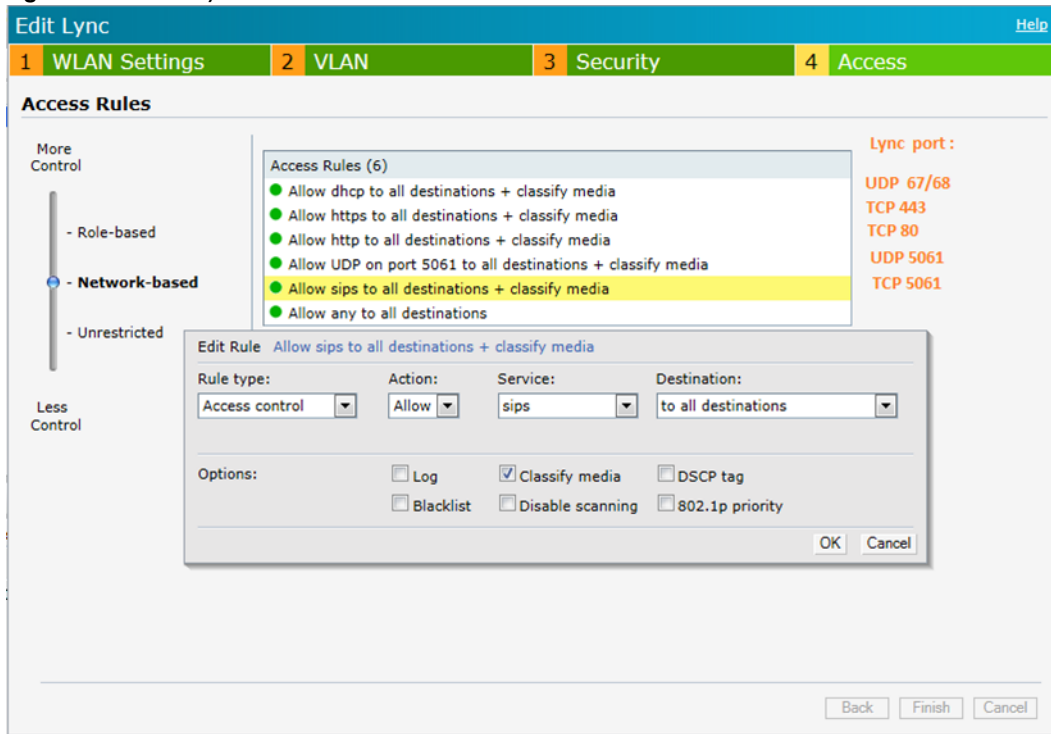 Edit Lync
Help
1 WLAN Settings
2 VLAN
3 Security
4 Access
Access Rules
More
Control
- Role-based
- Network-based
- Unrestricted
Less
Control
Access Rules (6)
Allow dhcp to all destinations + classify media
Allow https to all destinations + classify media
Allow http to all destinations + classify media
Allow UDP on port 5061 to all destinations + classify media
Allow sips to all destinations + classify media
Allow any to all destinations
Lync port :
UDP 67/68
TCP 443
TCP 80
UDP 5061
TCP 5061
Edit Rule Allow sips to all destinations + classify media
Rule type: Action: Service: Destination:
Access control Allow sips to all destinations
Options: Log Classify media DSCP tag
Blacklist Disable scanning 802.1p priority
OK Cancel
Back Finish Cancel